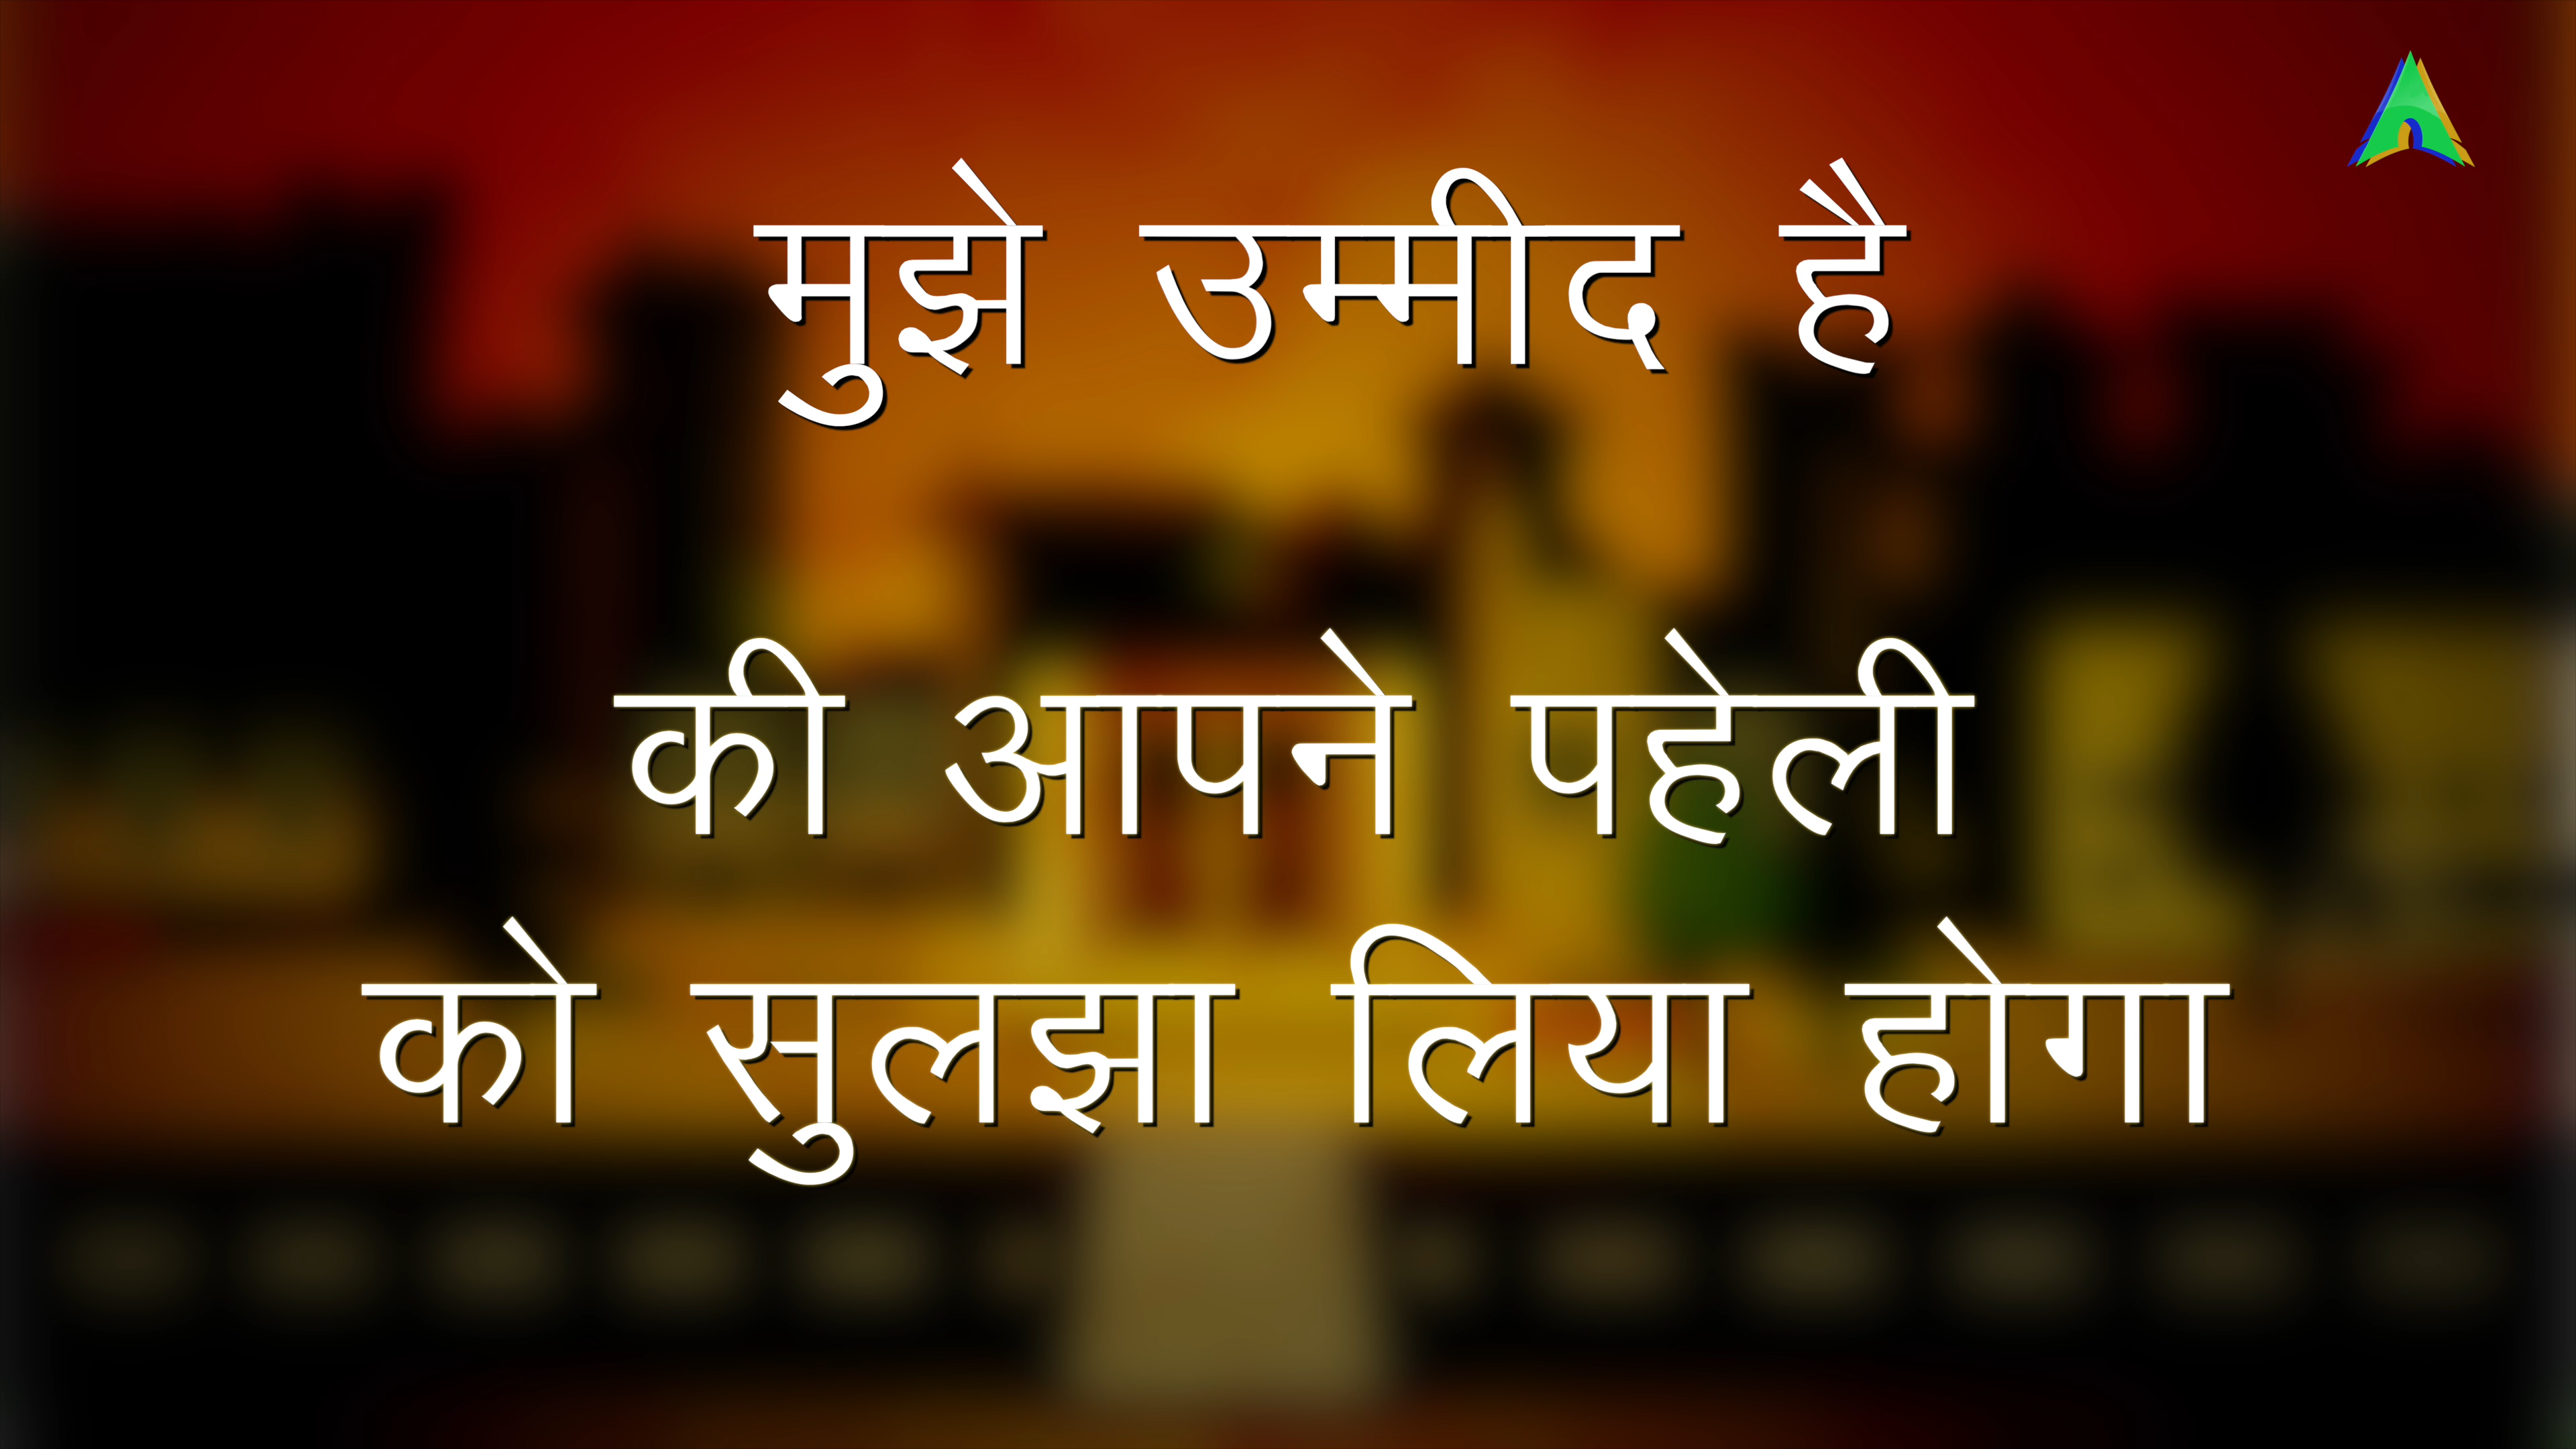 मुझे उम्मीद है
की आपने पहेली
को सुलझा लिया होगा